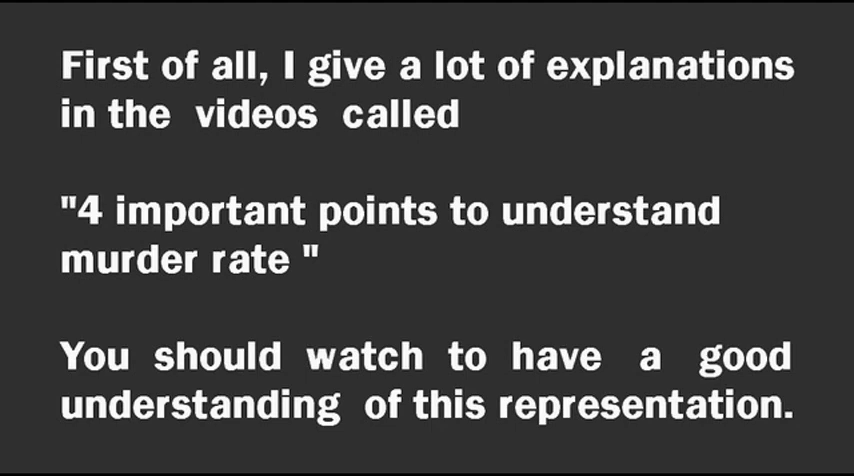 First of all, I give a lot of explanations
in the videos called
"4 important points to understand
murder rate "
You should watch to have a good
understanding of this representation.